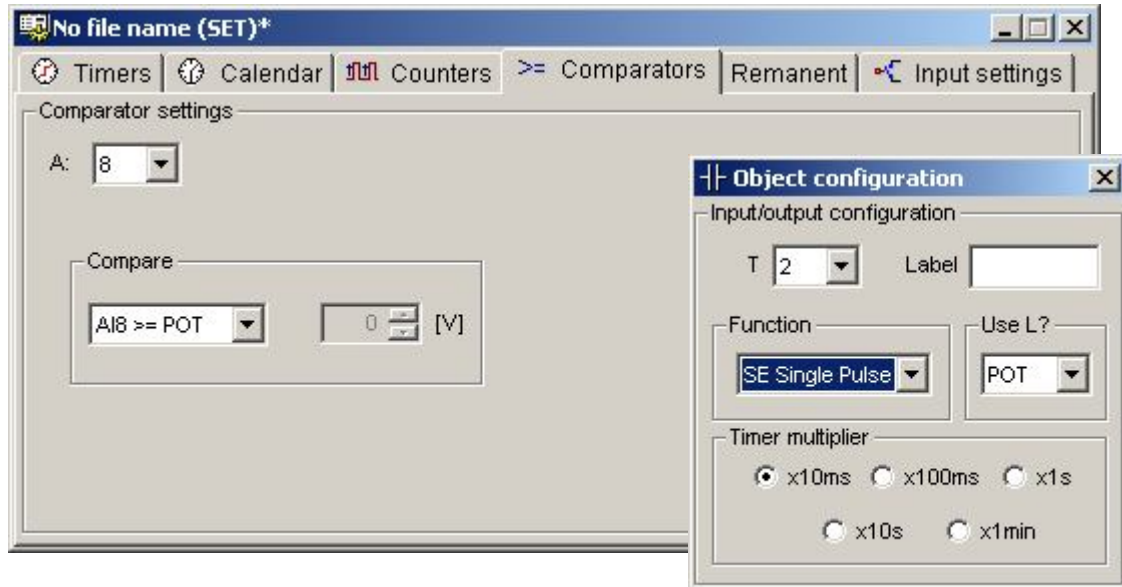 No file name (SET)*
Timers Calendar Counters >= Comparators Remanent Input settings
Comparator settings
A: 8
Compare
AI8 >= POT 0 [V]
Object configuration
Input/output configuration
T 2 Label
Function Use L?
SE Single Pulse POT
Timer multiplier
x10ms x100ms x1s
x10s x1min